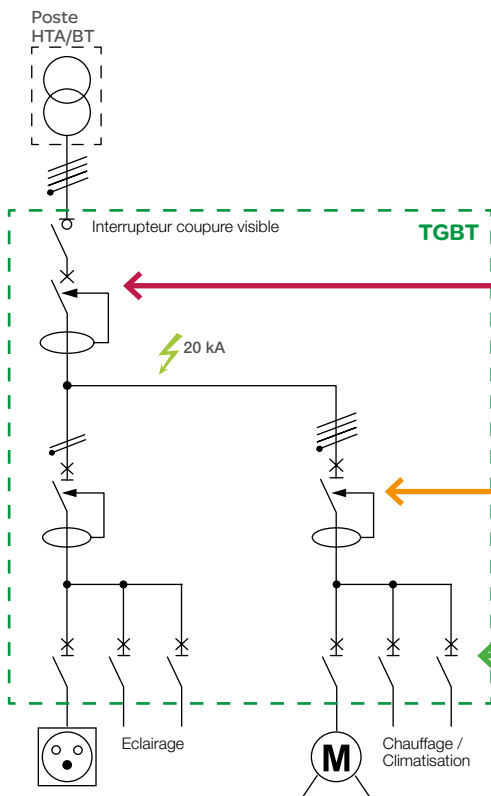 Poste
HTA/BT
Interrupteur coupure visible
TGBT
20 kA
Eclairage
M
Chauffage /
Climatisation